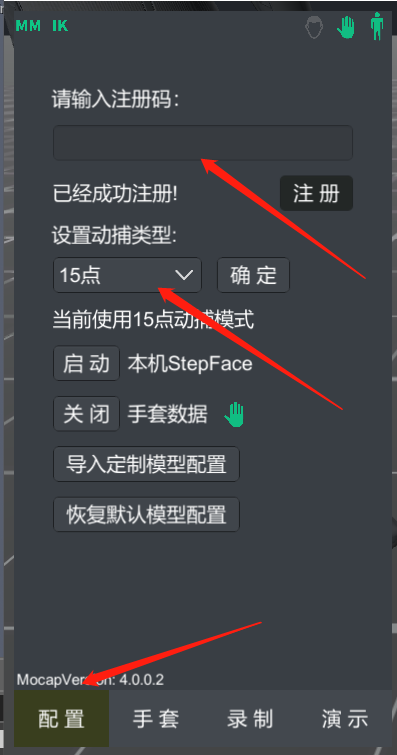 MM IK
请输入注册码:
已经成功注册! 注 册
设置动捕类型:
15点 确 定
当前使用15点动捕模式
启 动 本机StepFace
关 闭 手套数据
导入定制模型配置
恢复默认模型配置
MocapVersion: 4.0.0.2
配 置 手 套 录 制 演 示